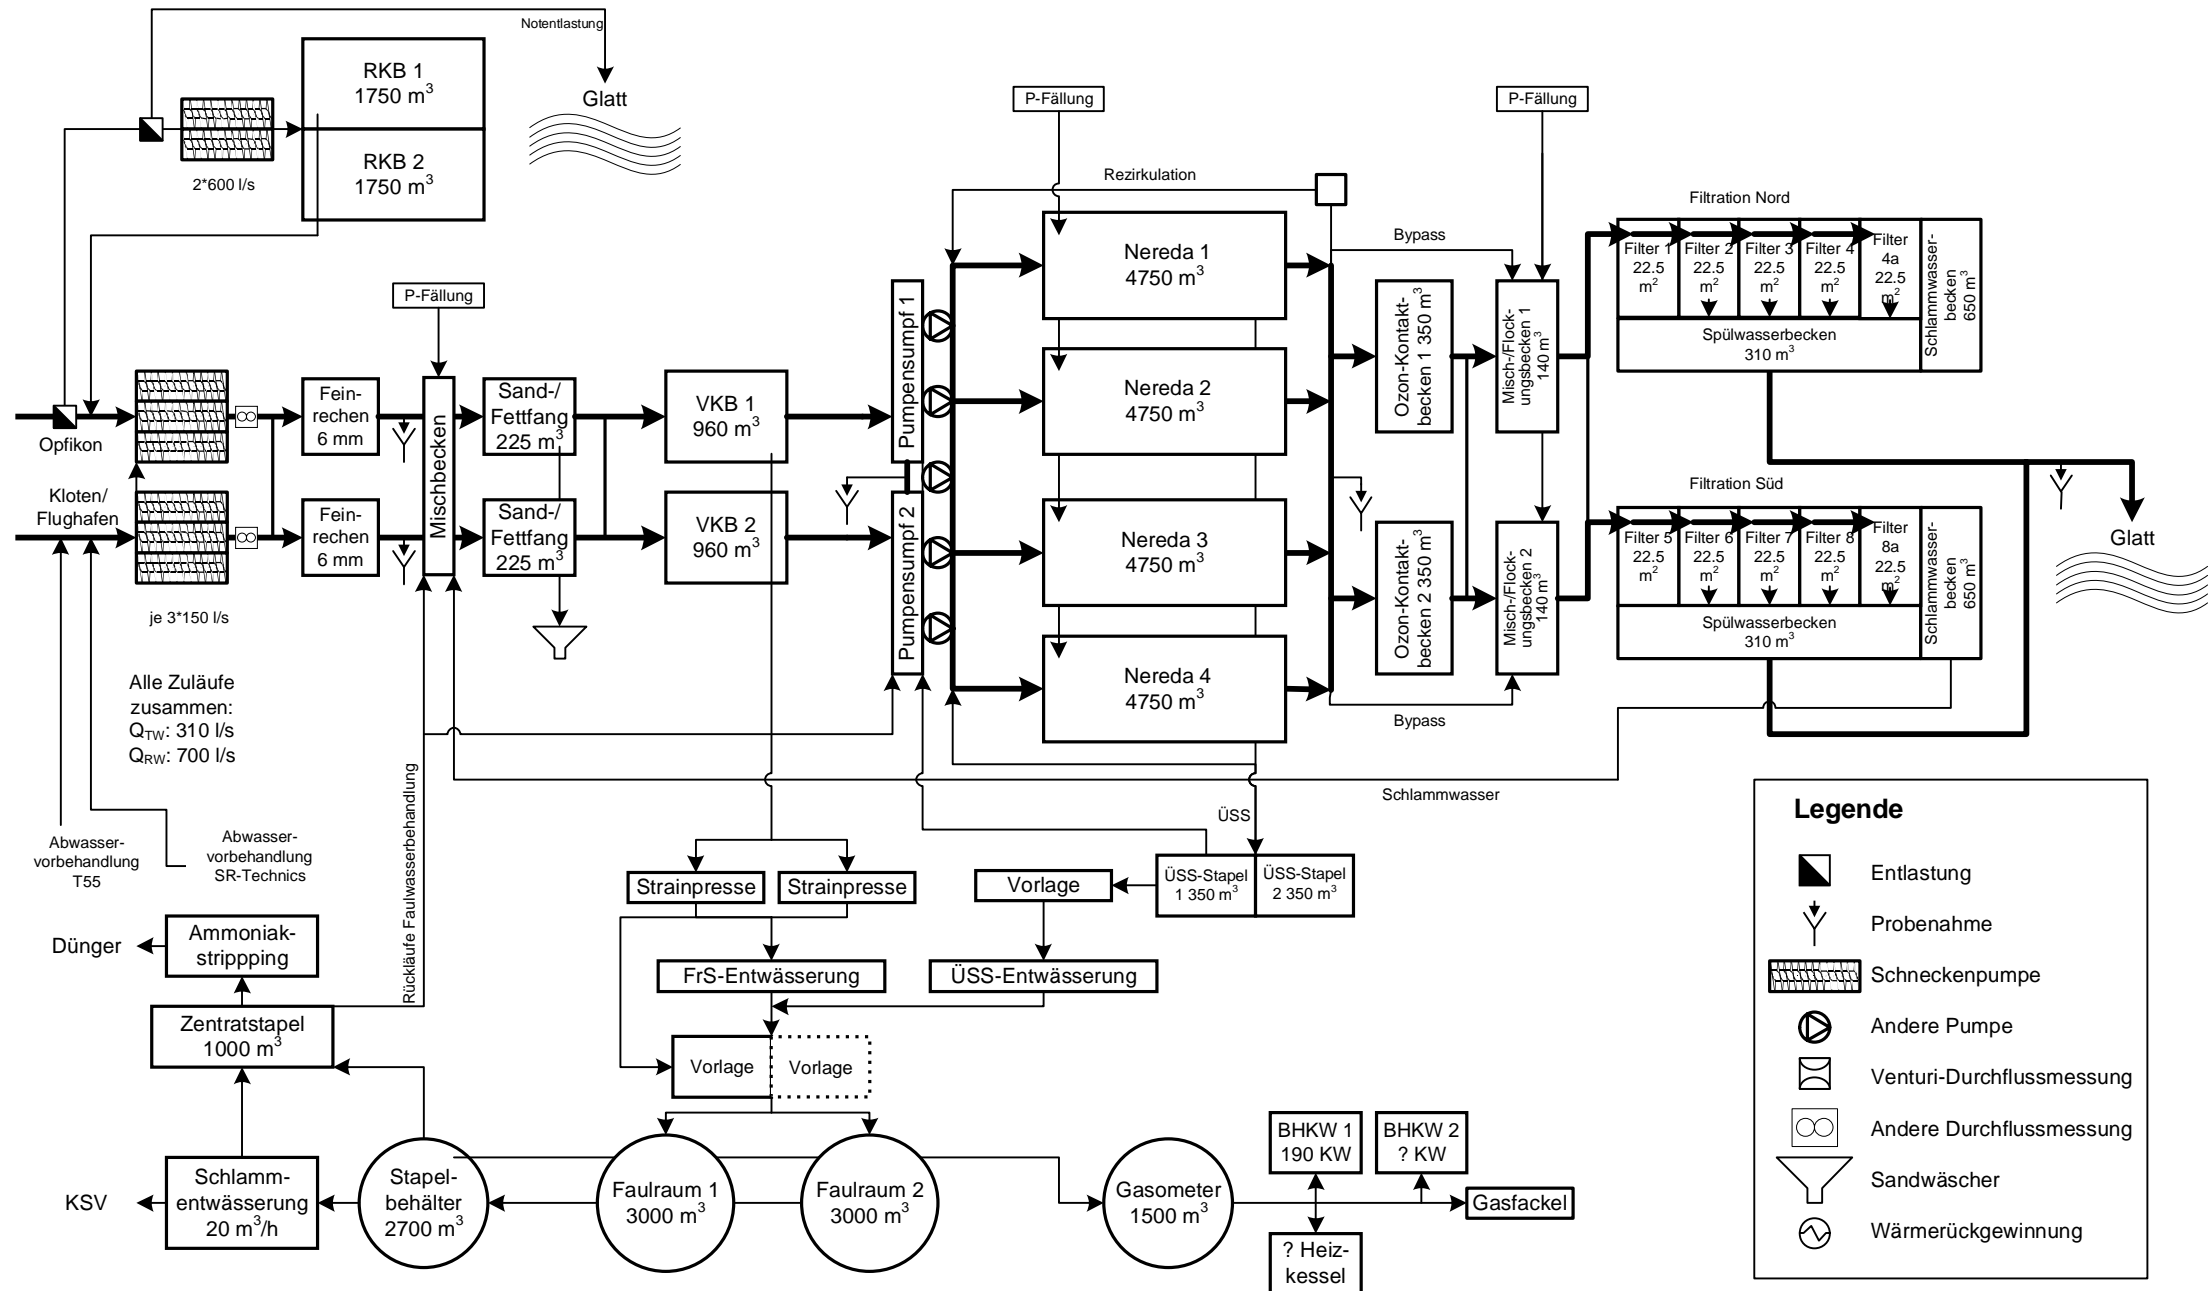 Notentlastung
RKB 1
1750 m³
RKB 2
1750 m³
2*600 l/s
Glatt
P-Fällung
P-Fällung
P-Fällung
Rezirkulation
Bypass
Filtration Nord
Filter 1
22.5
m²
Filter 2
22.5
m²
Filter 3
22.5
m²
Filter 4
22.5
m²
Filter
4a
22.5
m²
Schlammwasser-
becken
650 m³
Spülwasserbecken
310 m³
Opfikon
Kloten/
Flughafen
je 3*150 l/s
Fein-
rechen
6 mm
Fein-
rechen
6 mm
Mischbecken
Sand-/
Fettfang
225 m³
Sand-/
Fettfang
225 m³
VKB 1
960 m³
VKB 2
960 m³
Pumpensumpf 1
Pumpensumpf 2
Nereda 1
4750 m³
Nereda 2
4750 m³
Nereda 3
4750 m³
Nereda 4
4750 m³
Ozon-Kontakt-
becken 1 350 m³
Ozon-Kontakt-
becken 2 350 m³
Misch-/Flock-
ungsbecken 1
140 m³
Misch-/Flock-
ungsbecken 2
140 m³
Bypass
Filtration Süd
Filter 5
22.5
m²
Filter 6
22.5
m²
Filter 7
22.5
m²
Filter 8
22.5
m²
Filter
8a
22.5
m²
Schlammwasser-
becken
650 m³
Spülwasserbecken
310 m³
Glatt
Alle Zuläufe
zusammen:
Q_TW: 310 l/s
Q_RW: 700 l/s
Abwasser-
vorbehandlung
T55
Abwasser-
vorbehandlung
SR-Technics
Rückläufe Faulwasserbehandlung
Schlammwasser
ÜSS
ÜSS-Stapel
1 350 m³
ÜSS-Stapel
2 350 m³
Vorlage
Strainpresse
Strainpresse
FrS-Entwässerung
ÜSS-Entwässerung
Vorlage
Vorlage
Dünger
Ammoniak-
strippping
Zentratstapel
1000 m³
KSV
Schlamm-
entwässerung
20 m³/h
Stapel-
behälter
2700 m³
Faulraum 1
3000 m³
Faulraum 2
3000 m³
Gasometer
1500 m³
BHKW 1
190 KW
BHKW 2
? KW
Gasfackel
? Heiz-
kessel
Legende
Entlastung
Probenahme
Schneckenpumpe
Andere Pumpe
Venturi-Durchflussmessung
Andere Durchflussmessung
Sandwäscher
Wärmerückgewinnung